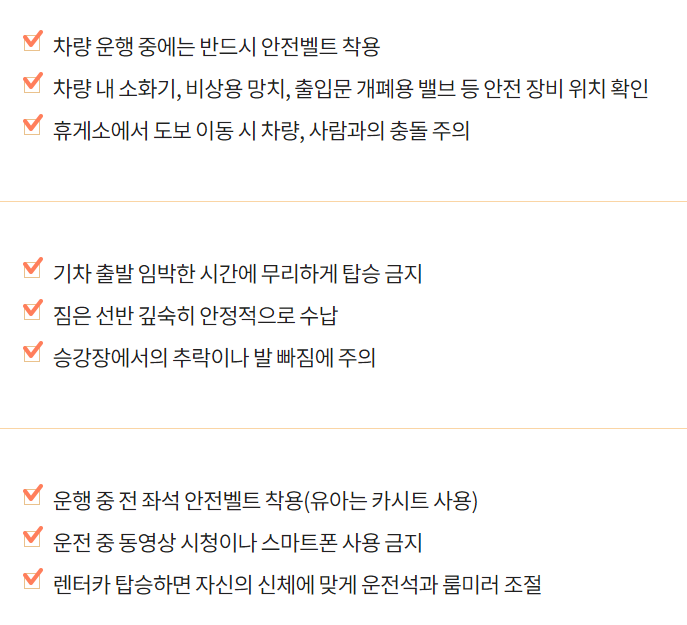 차량 운행 중에는 반드시 안전벨트 착용
차량 내 소화기, 비상용 망치, 출입문 개폐용 밸브 등 안전 장비 위치 확인
휴게소에서 도보 이동 시 차량, 사람과의 충돌 주의
기차 출발 임박한 시간에 무리하게 탑승 금지
짐은 선반 깊숙히 안정적으로 수납
승강장에서의 추락이나 발 빠짐에 주의
운행 중 전 좌석 안전벨트 착용(유아는 카시트 사용)
운전 중 동영상 시청이나 스마트폰 사용 금지
렌터카 탑승하면 자신의 신체에 맞게 운전석과 룸미러 조절